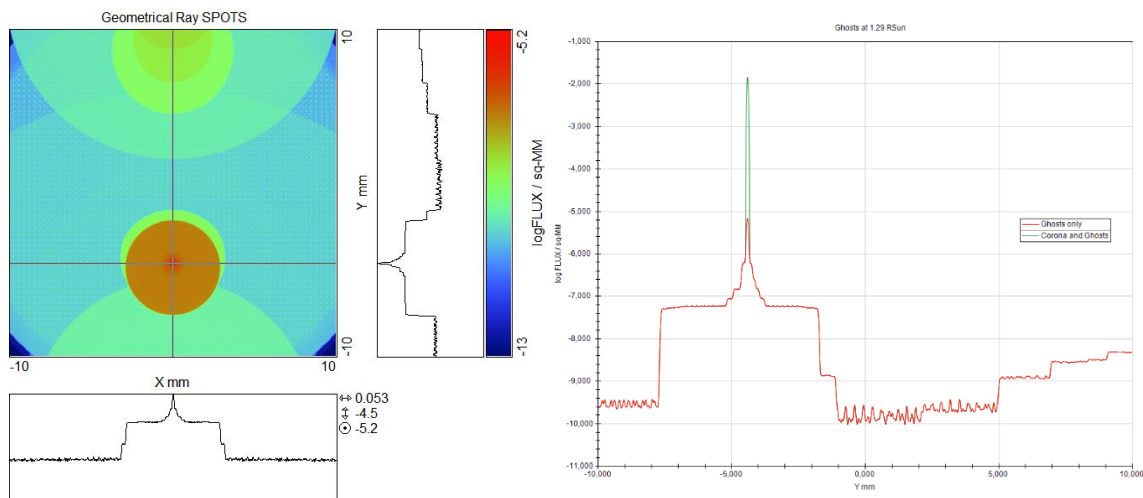 Geometrical Ray SPOTS
10
-10
-10
10
X mm
Y mm
-5.2
-13
logFLUX / sq-MM
0.053
-4.5
-5.2
Ghosts at 1.29 RSun
-1,000
-2,000
-3,000
-4,000
-5,000
-6,000
-7,000
-8,000
-9,000
-10,000
-11,000
log FLUX / sq-MM
Ghosts only
Corona and Ghosts
-10,000
-5,000
0,000
5,000
10,000
Y mm